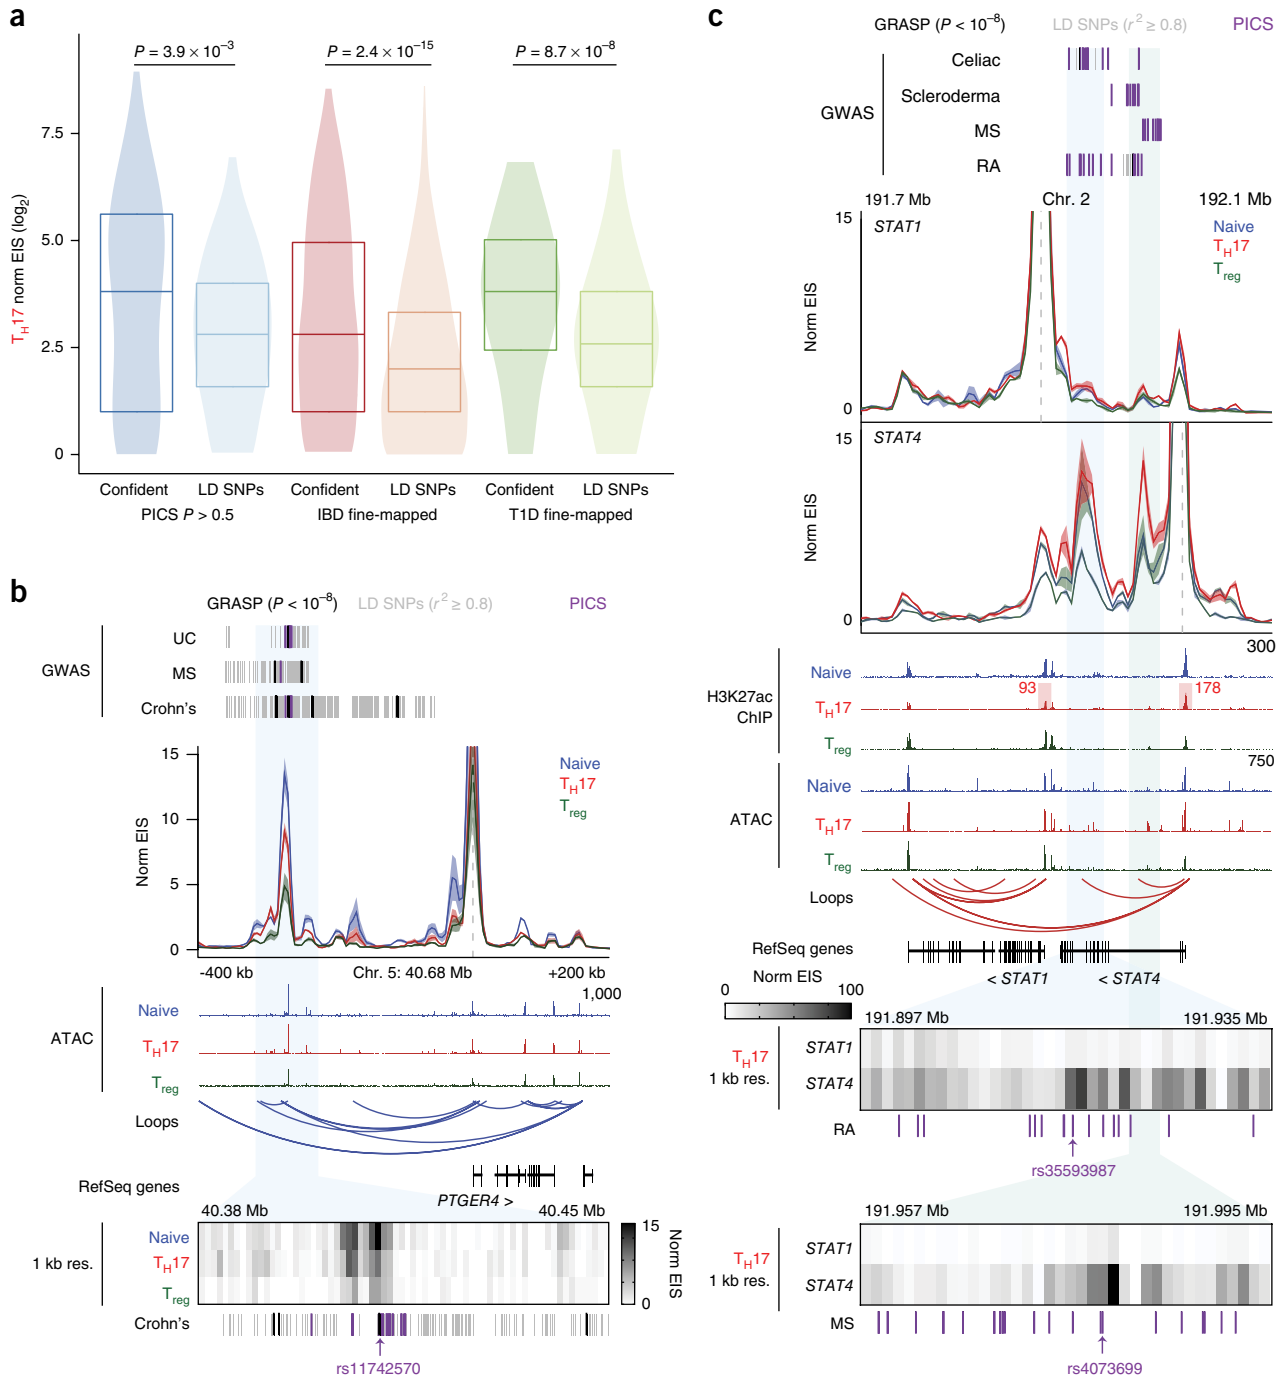 a
P = 3.9 × 10–3
P = 2.4 × 10–15
P = 8.7 × 10–8
TH17 norm EIS (log2)
7.5
5.0
2.5
0
Confident LD SNPs Confident LD SNPs Confident LD SNPs
PICS P > 0.5 IBD fine-mapped T1D fine-mapped
b
GRASP (P < 10–8) LD SNPs (r2 ≥ 0.8) PICS
GWAS
UC
MS
Crohn's
Norm EIS
15
10
5
0
Naive
TH17
Treg
-400 kb Chr. 5: 40.68 Mb +200 kb
1,000
ATAC
Naive
TH17
Treg
Loops
RefSeq genes
PTGER4 >
40.38 Mb 40.45 Mb
1 kb res.
Naive
TH17
Treg
15
0
Norm EIS
Crohn's
rs11742570
c
GRASP (P < 10–8) LD SNPs (r2 ≥ 0.8) PICS
GWAS
Celiac
Scleroderma
MS
RA
191.7 Mb Chr. 2 192.1 Mb
15
STAT1
Naive
TH17
Treg
Norm EIS
0
15
STAT4
Norm EIS
0
300
H3K27ac
ChIP
Naive
93 178
TH17
Treg
750
ATAC
Naive
TH17
Treg
Loops
RefSeq genes
< STAT1 < STAT4
Norm EIS
0 100
191.897 Mb 191.935 Mb
TH17
1 kb res.
STAT1
STAT4
RA
rs35593987
191.957 Mb 191.995 Mb
TH17
1 kb res.
STAT1
STAT4
MS
rs4073699